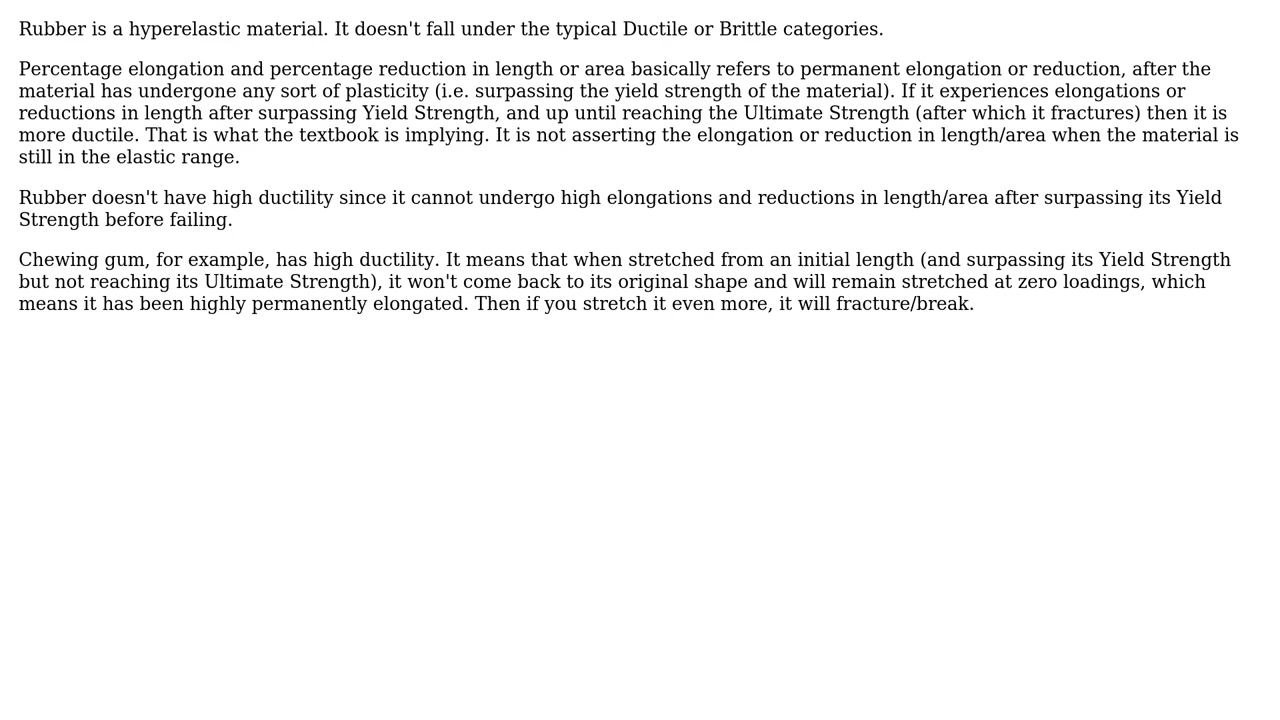 Rubber is a hyperelastic material. It doesn't fall under the typical Ductile or Brittle categories.
Percentage elongation and percentage reduction in length or area basically refers to permanent elongation or reduction, after the
material has undergone any sort of plasticity (i.e. surpassing the yield strength of the material). If it experiences elongations or
reductions in length after surpassing Yield Strength, and up until reaching the Ultimate Strength (after which it fractures) then it is
more ductile. That is what the textbook is implying. It is not asserting the elongation or reduction in length/area when the material is
still in the elastic range.
Rubber doesn't have high ductility since it cannot undergo high elongations and reductions in length/area after surpassing its Yield
Strength before failing.
Chewing gum, for example, has high ductility. It means that when stretched from an initial length (and surpassing its Yield Strength
but not reaching its Ultimate Strength), it won't come back to its original shape and will remain stretched at zero loadings, which
means it has been highly permanently elongated. Then if you stretch it even more, it will fracture/break.